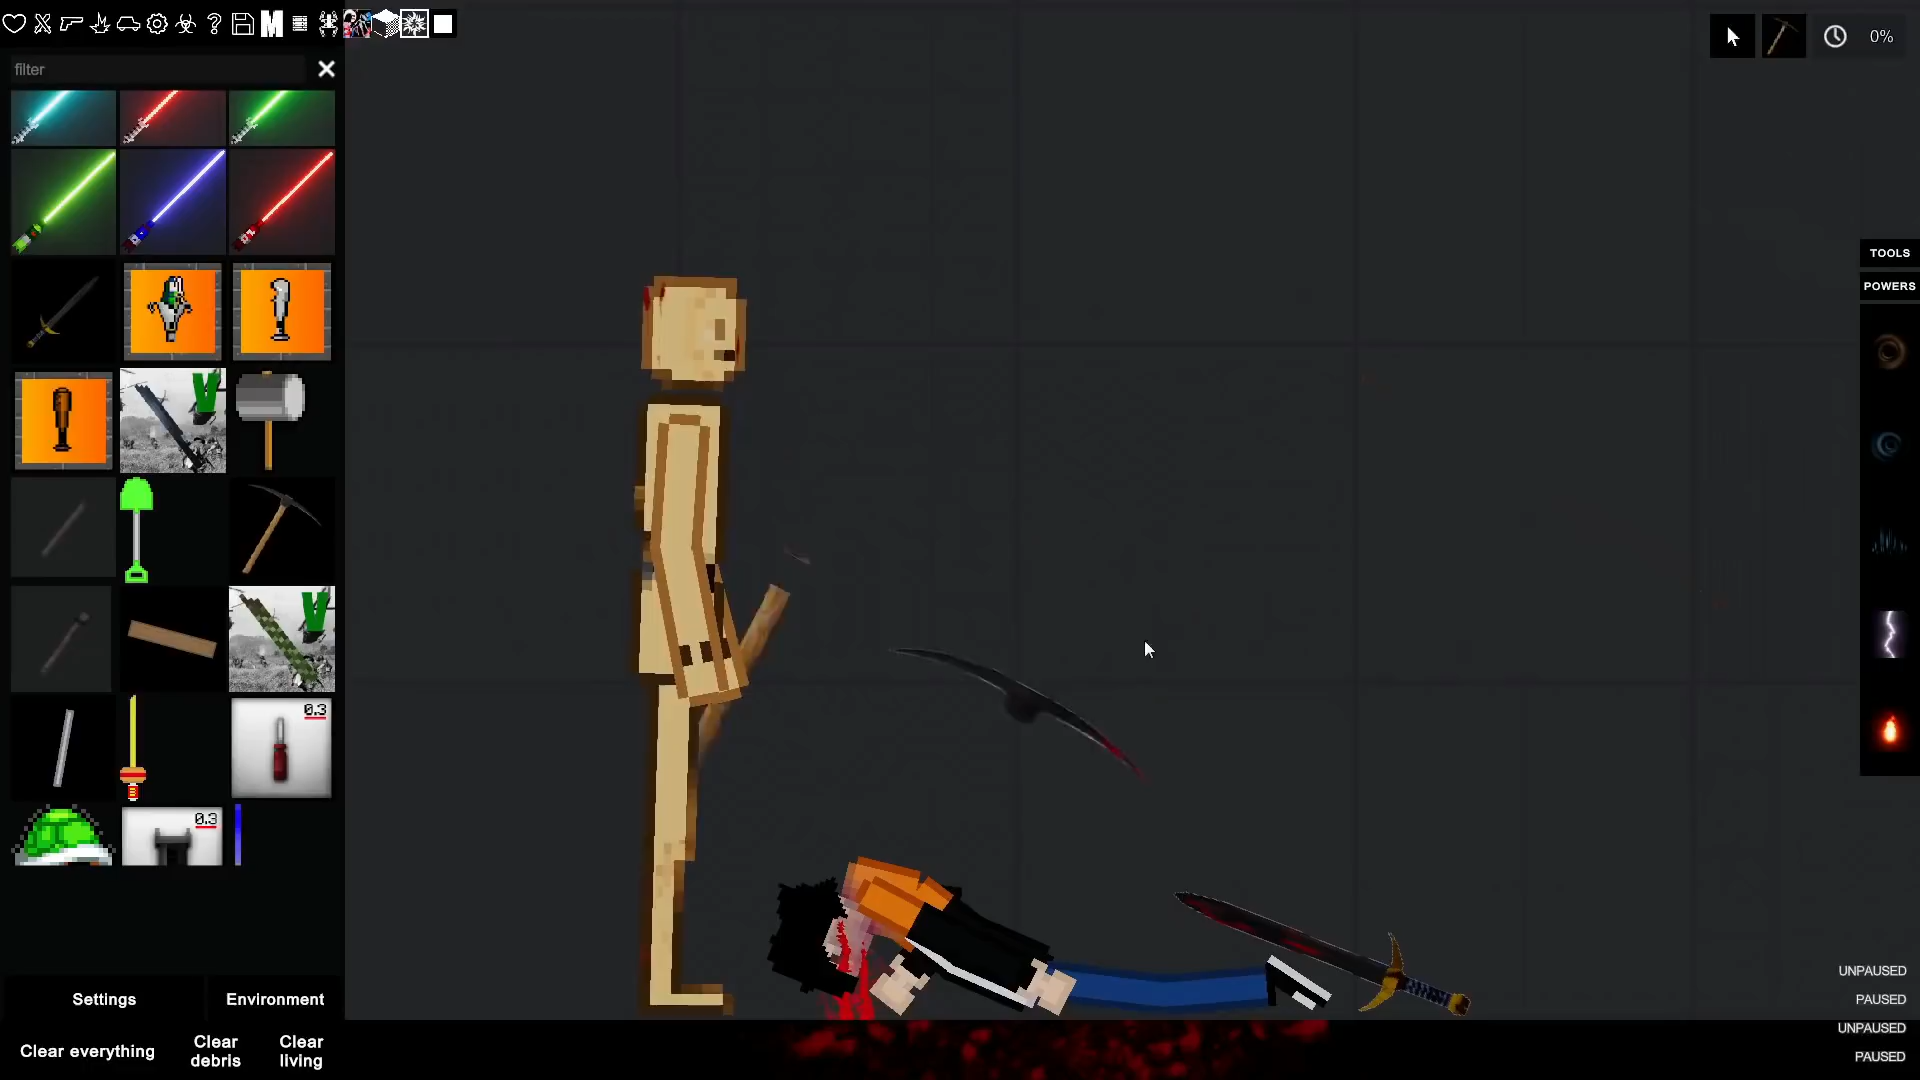 M
0%
filter
TOOLS
POWERS
V
V
0.3
0.3
Settings
Environment
Clear everything
Clear debris
Clear living
UNPAUSED
PAUSED
UNPAUSED
PAUSED